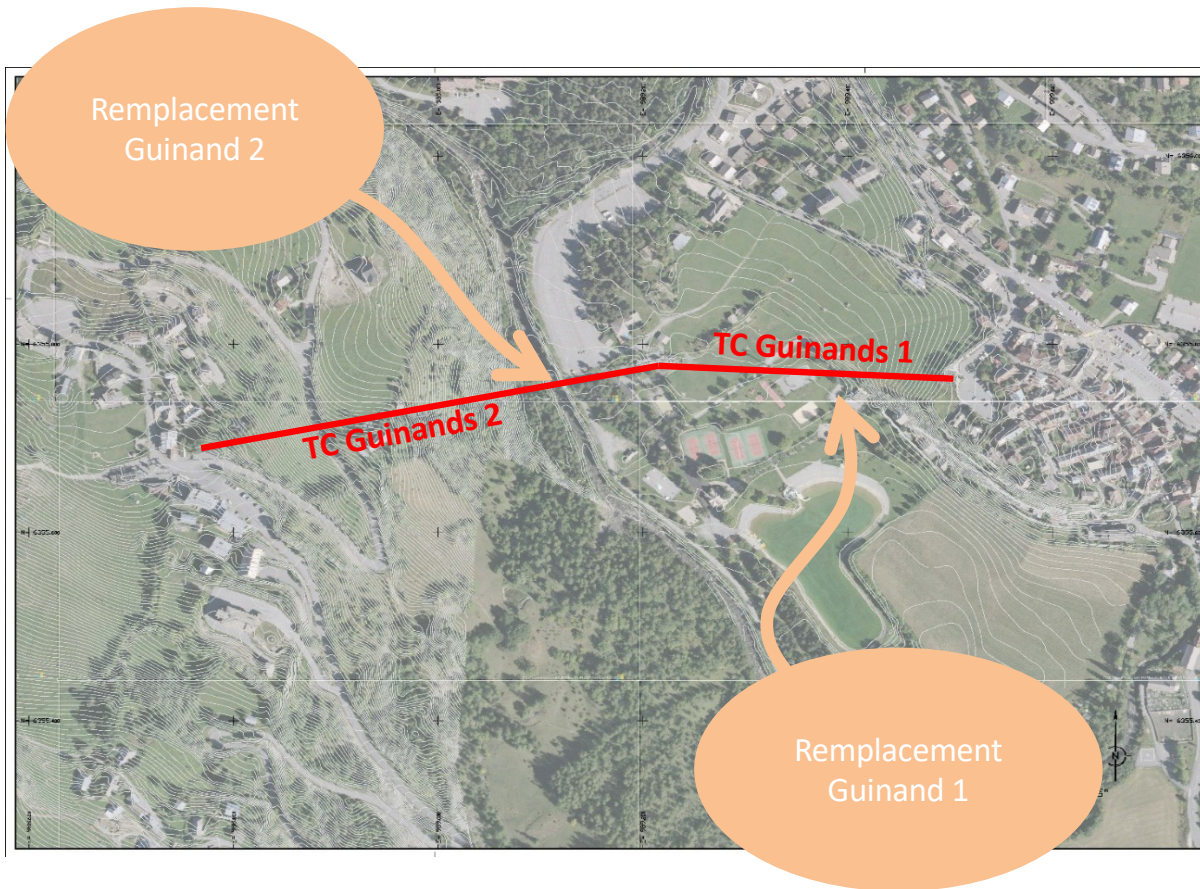 Remplacement
Guinand 2
TC Guinands 1
TC Guinands 2
Remplacement
Guinand 1